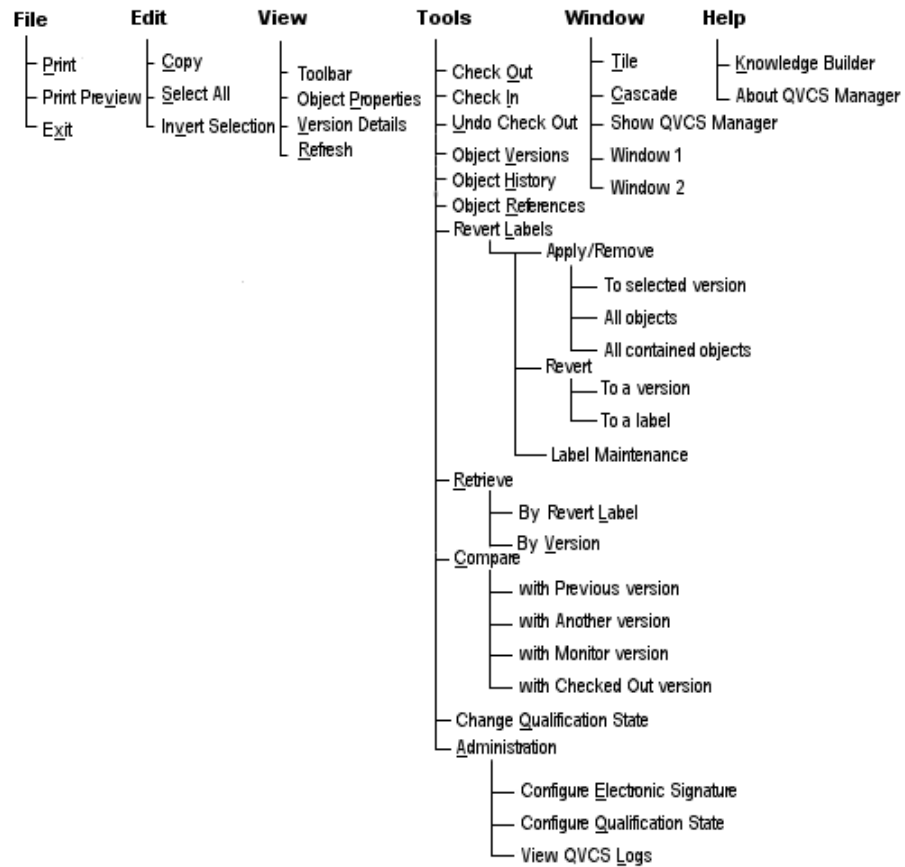 File
Print
Print Preview
Exit
Edit
Copy
Select All
Invert Selection
View
Toolbar
Object Properties
Version Details
Refresh
Tools
Check Out
Check In
Undo Check Out
Object Versions
Object History
Object References
Revert Labels
Apply/Remove
To selected version
All objects
All contained objects
Revert
To a version
To a label
Label Maintenance
Retrieve
By Revert Label
By Version
Compare
with Previous version
with Another version
with Monitor version
with Checked Out version
Change Qualification State
Administration
Configure Electronic Signature
Configure Qualification State
View QVCS Logs
Window
Tile
Cascade
Show QVCS Manager
Window 1
Window 2
Help
Knowledge Builder
About QVCS Manager